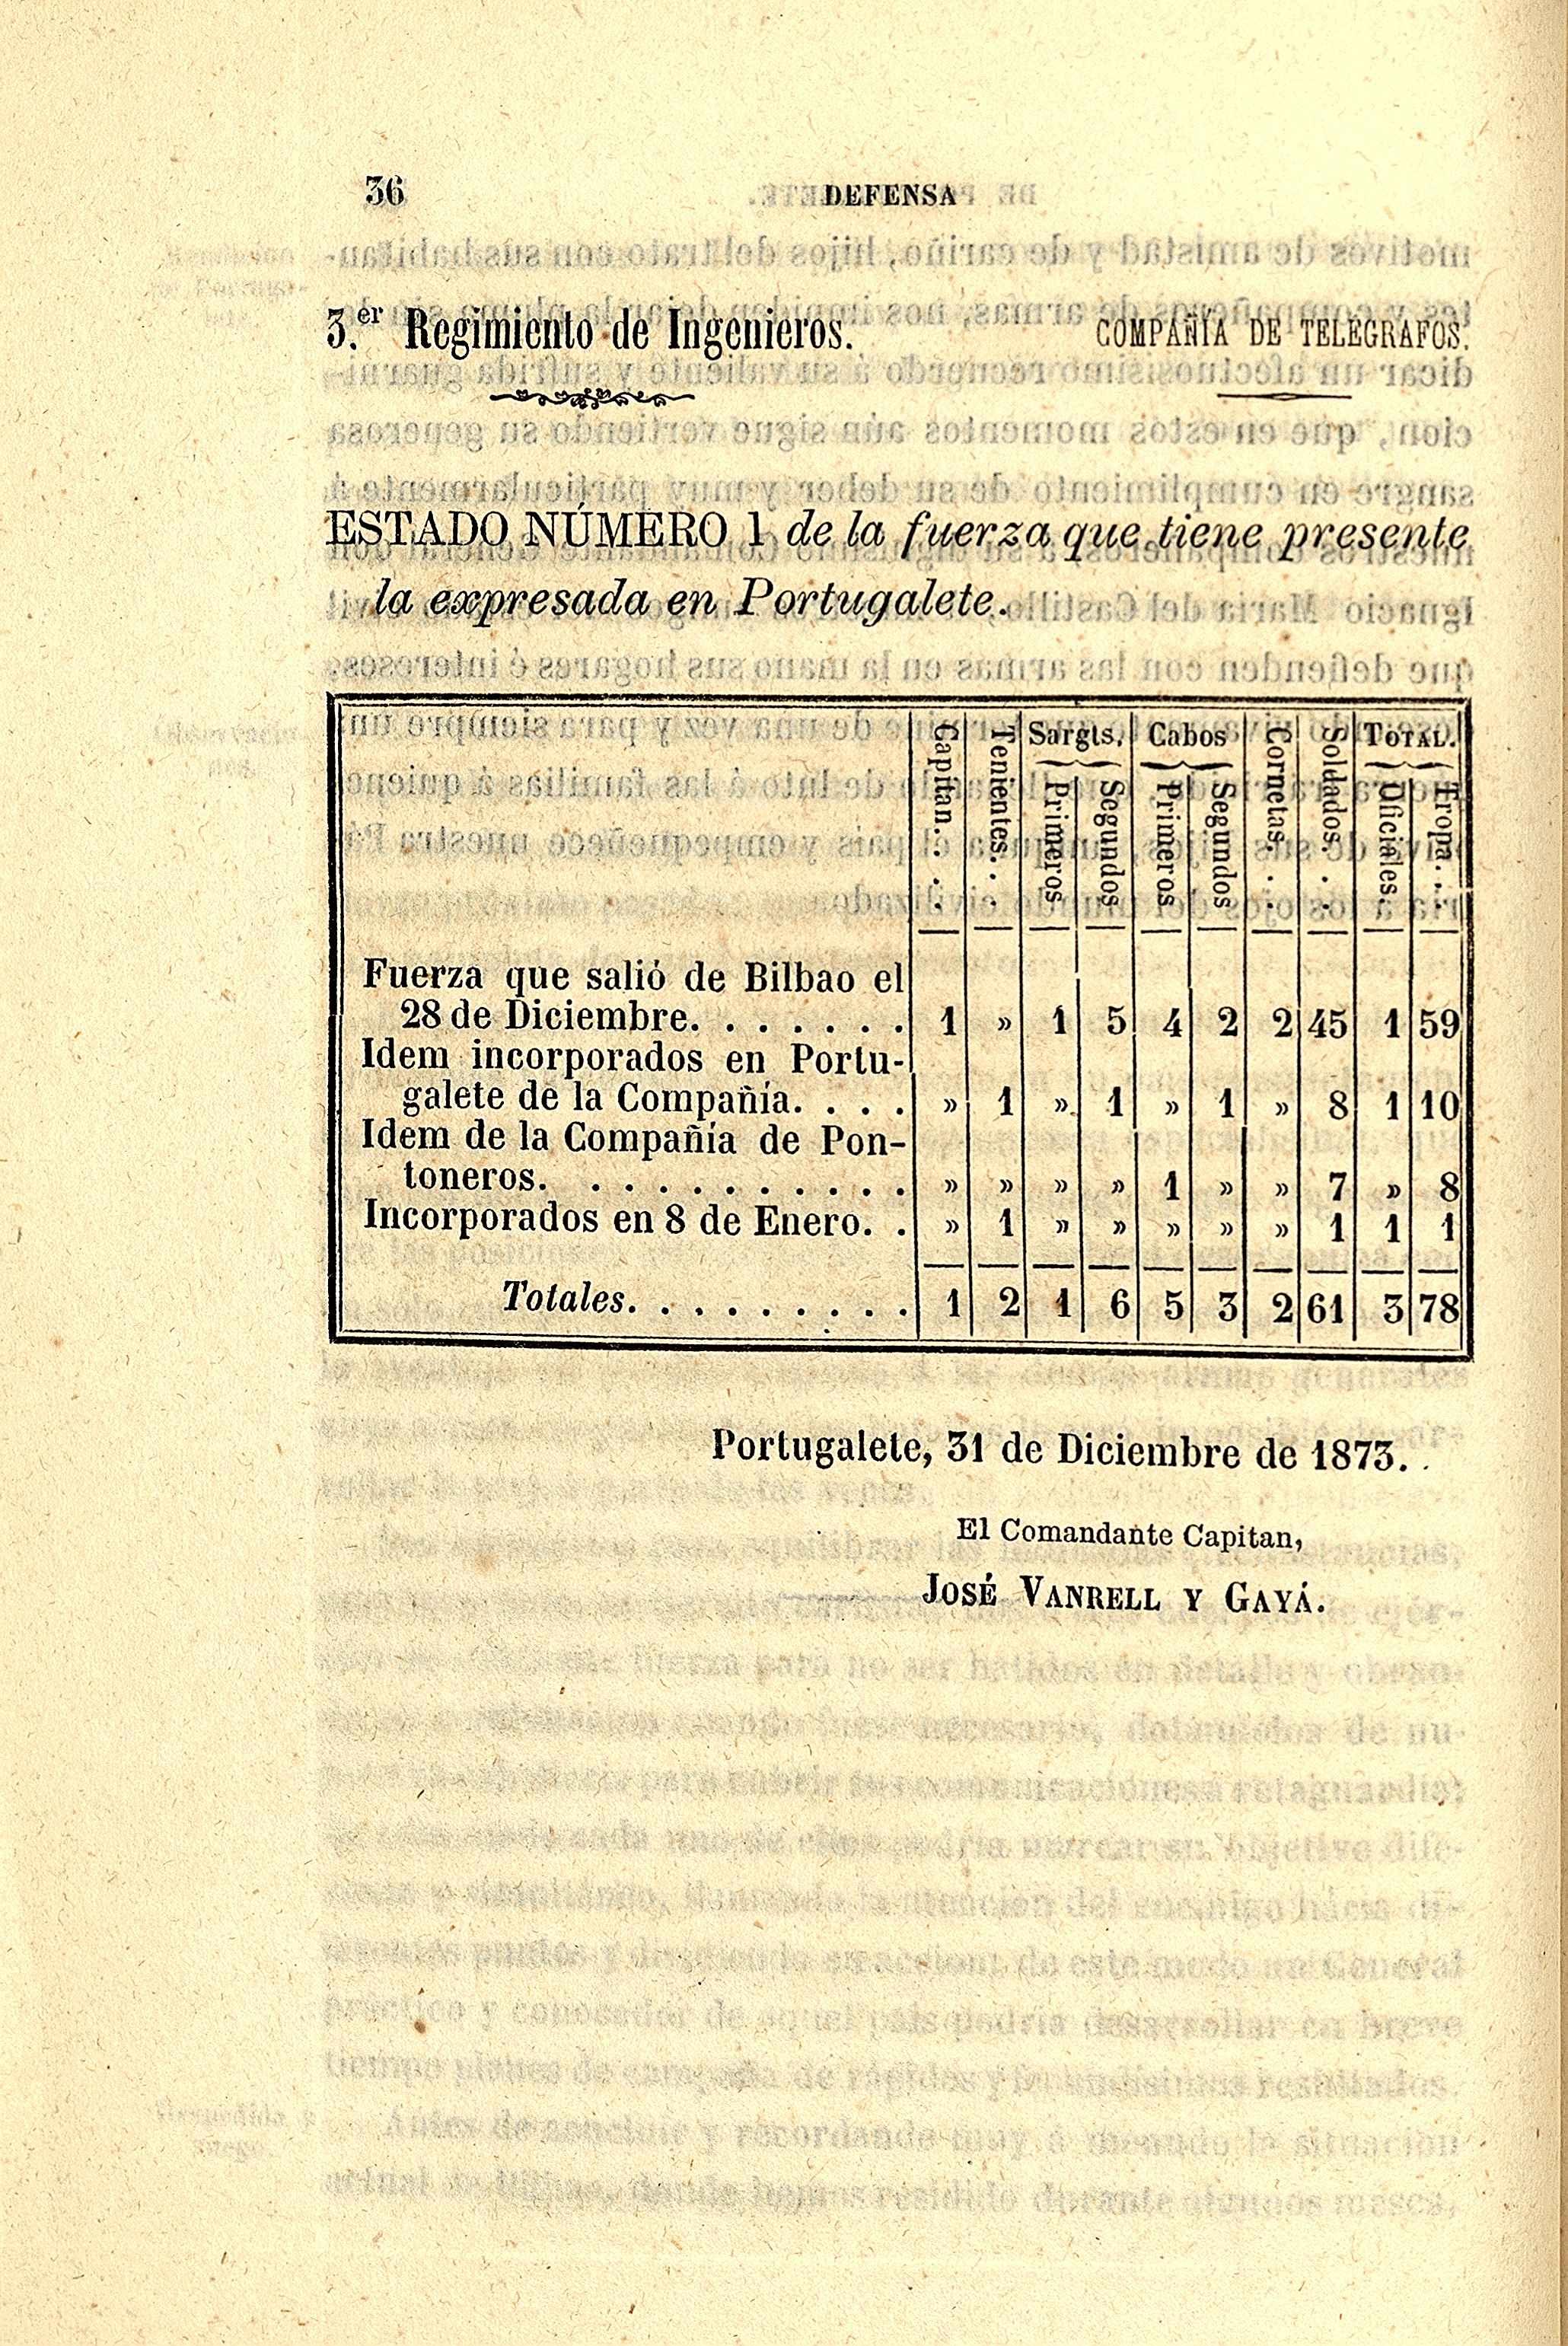 36 DEFENSA
3.er Regimiento de Ingenieros. COMPAÑÍA DE TELÉGRAFOS.
ESTADO NÚMERO 1 de la fuerza que tiene presente
la expresada en Portugalete.
Capitan. . . Tenientes. . . Sargts. Cabos Cornetas. . . Soldados. . . TOTAL.
Primeros Segundos Primeros Segundos Oficiales. Tropa. . .
Fuerza que salió de Bilbao el
28 de Diciembre. . . . . . . 1 » 1 5 4 2 2 45 1 59
Idem incorporados en Portu-
galete de la Compañía. . . . » 1 » 1 » 1 » 8 1 10
Idem de la Compañía de Pon-
toneros. . . . . . . . . . » » » » 1 » » 7 » 8
Incorporados en 8 de Enero. . » 1 » » » » » 1 1 1
Totales. . . . . . . . . 1 2 1 6 5 3 2 61 3 78
Portugalete, 31 de Diciembre de 1873.
El Comandante Capitan,
JOSÉ VANRELL Y GAYÁ.